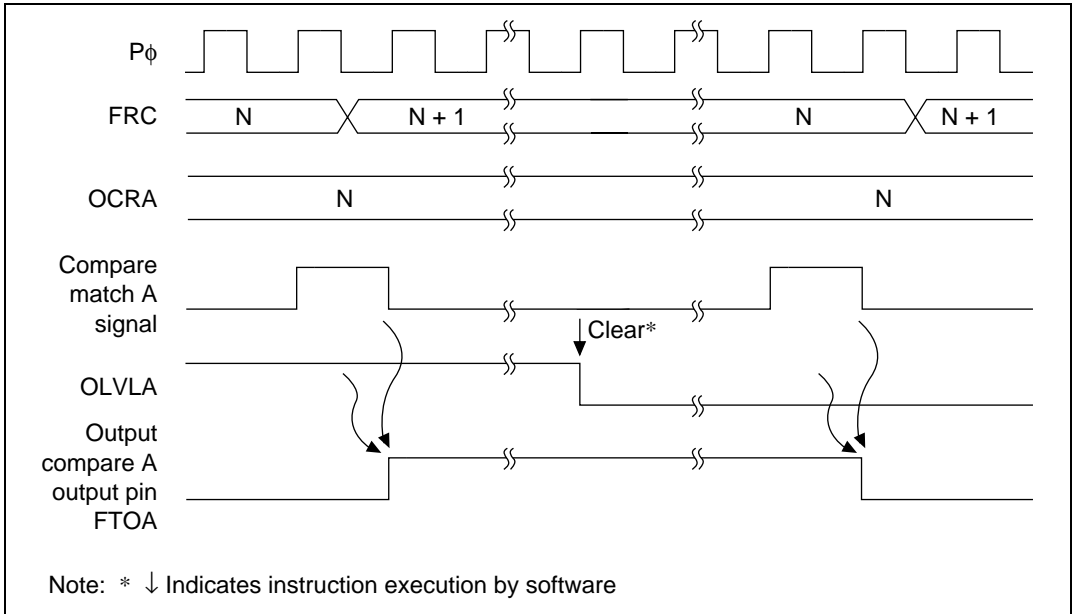 Pϕ
FRC
N
N + 1
N
N + 1
OCRA
N
N
Compare
match A
signal
Clear*
OLVLA
Output
compare A
output pin
FTOA
Note: * ↓ Indicates instruction execution by software